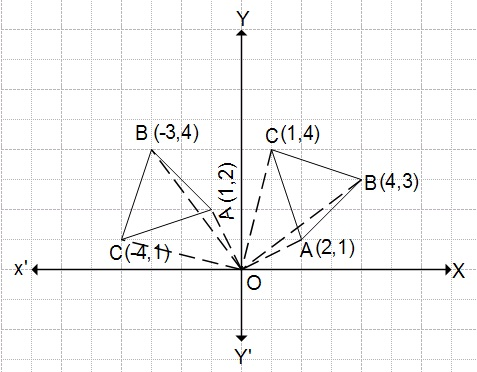 Y
B (-3,4)
C (1,4)
A (1,2)
B (4,3)
C (-4,1)
A (2,1)
x'
X
O
Y'